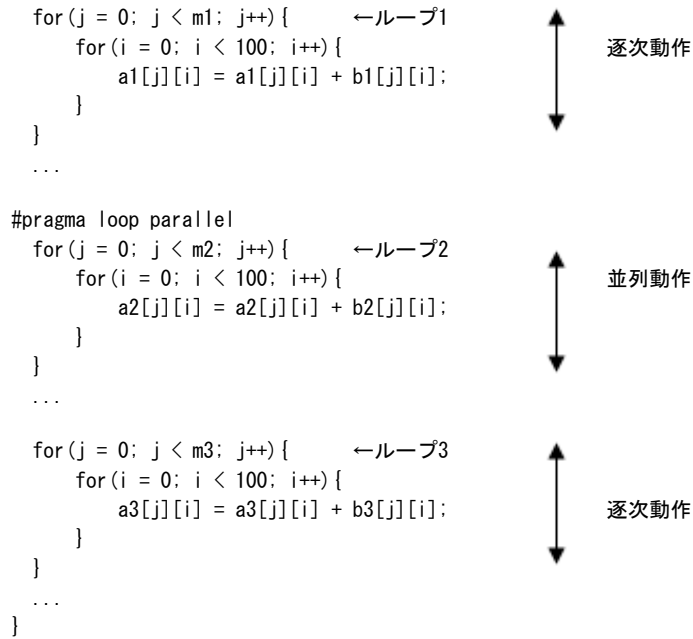 for(j = 0; j < m1; j++){ ←ループ1
for(i = 0; i < 100; i++){ 逐次動作
a1[j][i] = a1[j][i] + b1[j][i];
}
}
...
#pragma loop parallel
for(j = 0; j < m2; j++){ ←ループ2
for(i = 0; i < 100; i++){ 並列動作
a2[j][i] = a2[j][i] + b2[j][i];
}
}
...
for(j = 0; j < m3; j++){ ←ループ3
for(i = 0; i < 100; i++){
a3[j][i] = a3[j][i] + b3[j][i]; 逐次動作
}
}
...
}